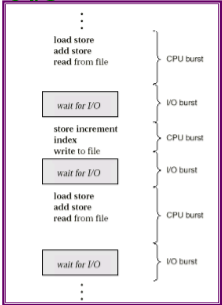 load store
add store
read from file
CPU burst
wait for I/O
I/O burst
store increment
index
write to file
CPU burst
wait for I/O
I/O burst
load store
add store
read from file
CPU burst
wait for I/O
I/O burst